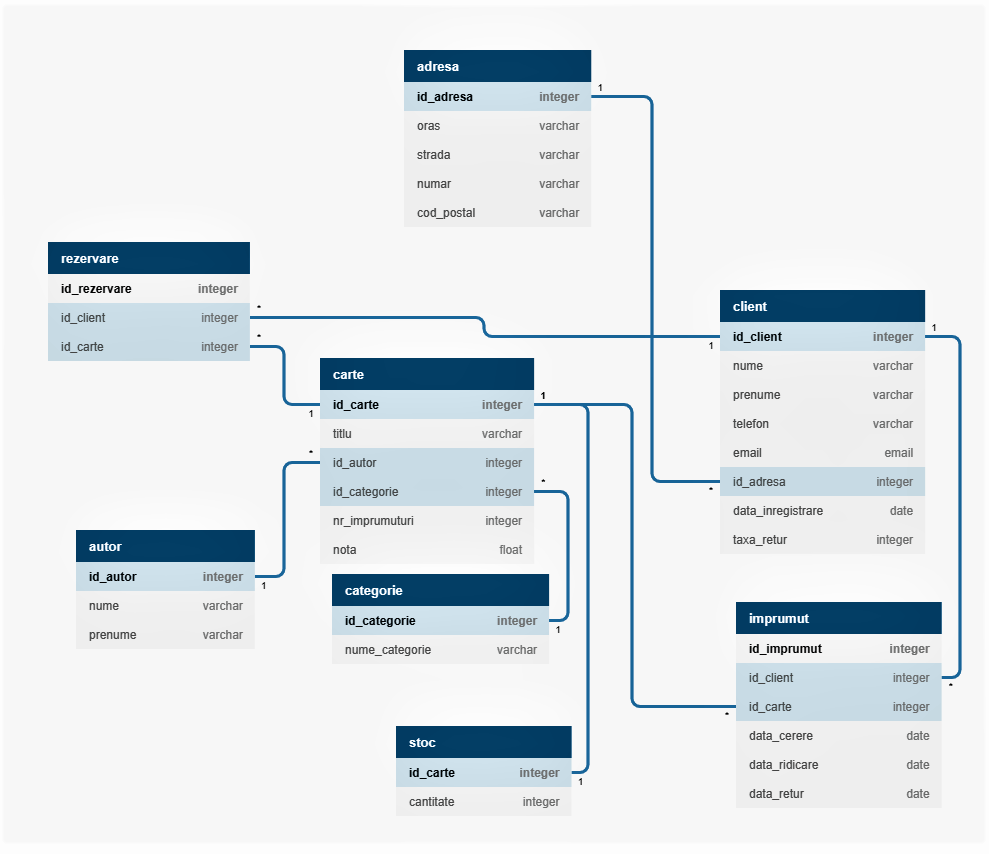 adresa
id_adresa integer
oras varchar
strada varchar
numar varchar
cod_postal varchar
1
*
rezervare
id_rezervare integer
id_client integer
id_carte integer
*
*
1
client
id_client integer
nume varchar
prenume varchar
telefon varchar
email email
id_adresa integer
data_inregistrare date
taxa_retur integer
1
1
carte
id_carte integer
titlu varchar
id_autor integer
id_categorie integer
nr_imprumuturi integer
nota float
1
*
*
autor
id_autor integer
nume varchar
prenume varchar
1
categorie
id_categorie integer
nume_categorie varchar
1
imprumut
id_imprumut integer
id_client integer
id_carte integer
data_cerere date
data_ridicare date
data_retur date
*
*
stoc
id_carte integer
cantitate integer
1